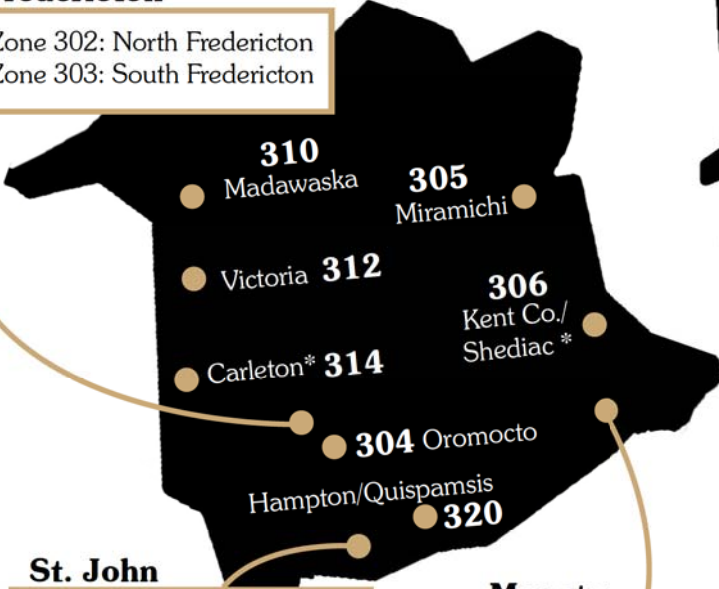 Zone 302: North Fredericton
Zone 303: South Fredericton
310
Madawaska
305
Miramichi
Victoria 312
306
Kent Co./
Shediac *
Carleton* 314
304 Oromocto
Hampton/Quispamsis
320
St. John